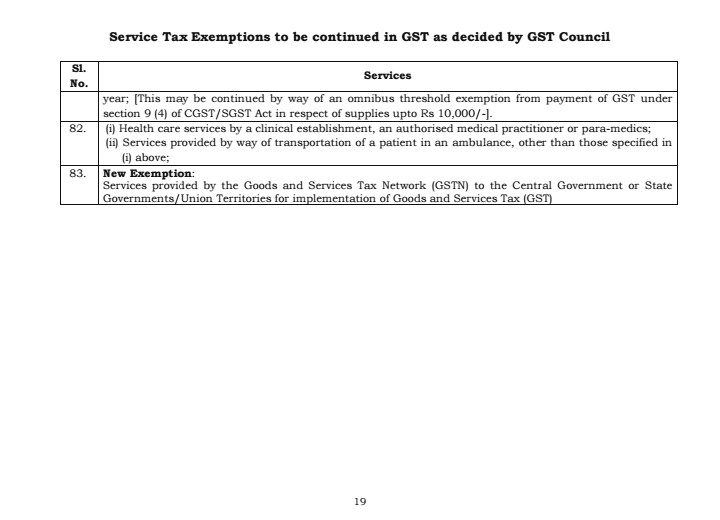 Service Tax Exemptions to be continued in GST as decided by GST Council
Sl.
No.
Services
year; [This may be continued by way of an omnibus threshold exemption from payment of GST under
section 9 (4) of CGST/SGST Act in respect of supplies upto Rs 10,000/-].
82.
(i) Health care services by a clinical establishment, an authorised medical practitioner or para-medics;
(ii) Services provided by way of transportation of a patient in an ambulance, other than those specified in
(i) above;
83.
New Exemption:
Services provided by the Goods and Services Tax Network (GSTN) to the Central Government or State
Governments/Union Territories for implementation of Goods and Services Tax (GST)
19